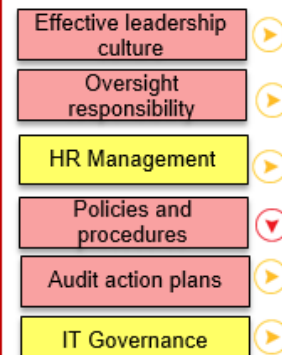 Effective leadership
culture
Oversight
responsibility
HR Management
Policies and
procedures
Audit action plans
IT Governance